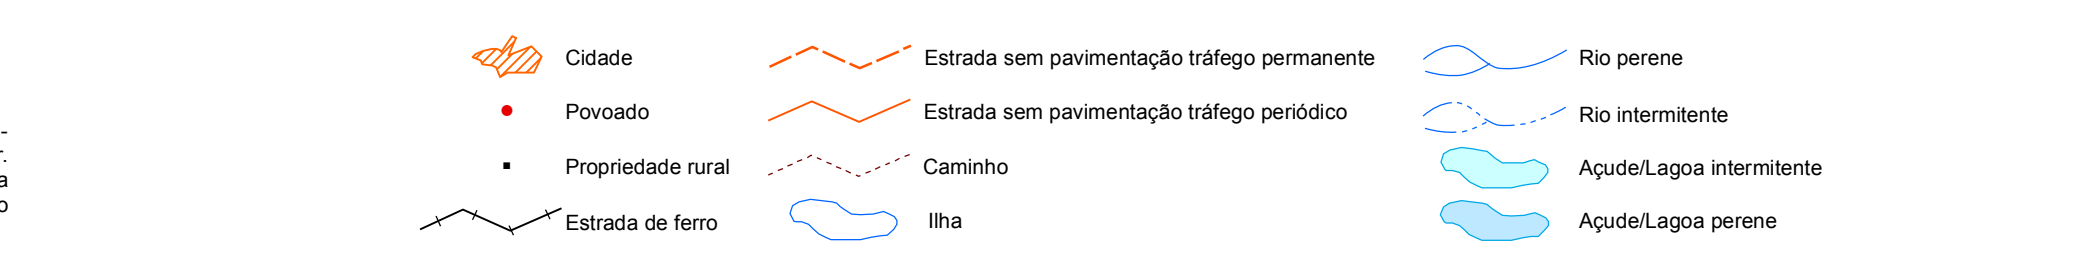 -
r.
a
o
Cidade
Povoado
Propriedade rural
Estrada de ferro
Estrada sem pavimentação tráfego permanente
Estrada sem pavimentação tráfego periódico
Caminho
Ilha
Rio perene
Rio intermitente
Açude/Lagoa intermitente
Açude/Lagoa perene